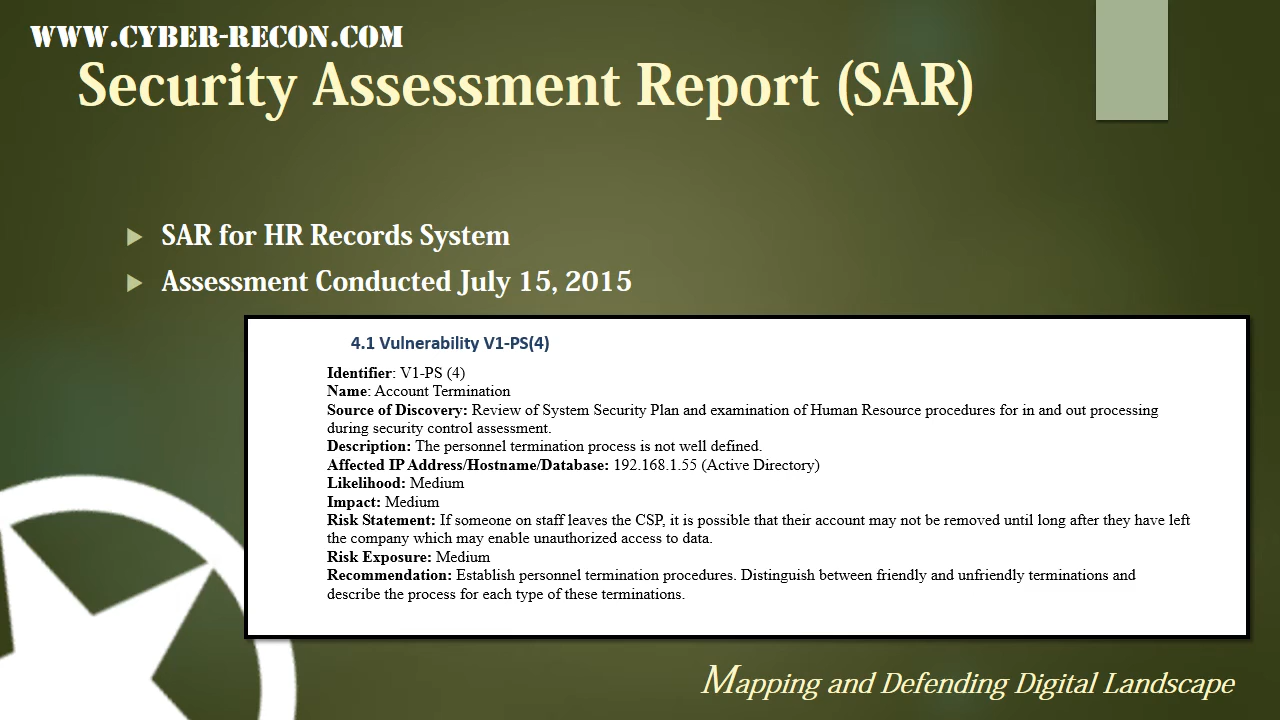 WWW.CYBER-RECON.COM
Security Assessment Report (SAR)
SAR for HR Records System
Assessment Conducted July 15, 2015
4.1 Vulnerability V1-PS(4)
Identifier: V1-PS (4)
Name: Account Termination
Source of Discovery: Review of System Security Plan and examination of Human Resource procedures for in and out processing
during security control assessment.
Description: The personnel termination process is not well defined.
Affected IP Address/Hostname/Database: 192.168.1.55 (Active Directory)
Likelihood: Medium
Impact: Medium
Risk Statement: If someone on staff leaves the CSP, it is possible that their account may not be removed until long after they have left
the company which may enable unauthorized access to data.
Risk Exposure: Medium
Recommendation: Establish personnel termination procedures. Distinguish between friendly and unfriendly terminations and
describe the process for each type of these terminations.
Mapping and Defending Digital Landscape